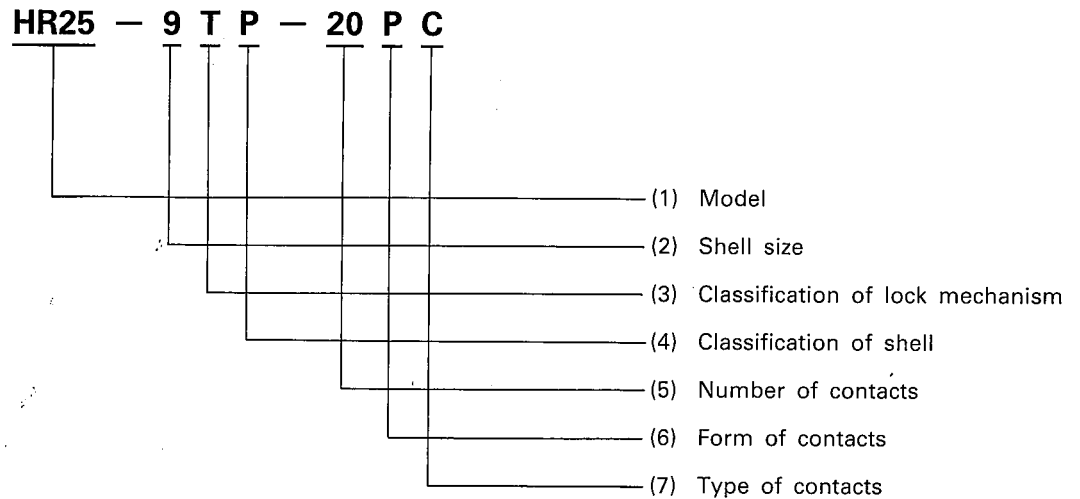 HR25 — 9 T P — 20 P C
(1) Model
(2) Shell size
(3) Classification of lock mechanism
(4) Classification of shell
(5) Number of contacts
(6) Form of contacts
(7) Type of contacts